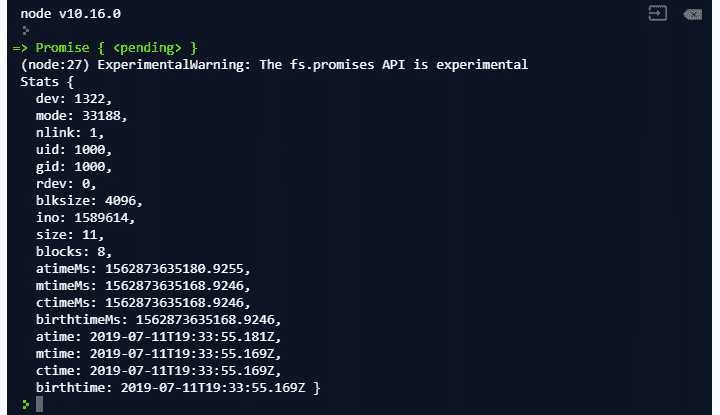 node v10.16.0
>
=> Promise { <pending> }
(node:27) ExperimentalWarning: The fs.promises API is experimental
Stats {
  dev: 1322,
  mode: 33188,
  nlink: 1,
  uid: 1000,
  gid: 1000,
  rdev: 0,
  blksize: 4096,
  ino: 1589614,
  size: 11,
  blocks: 8,
  atimeMs: 1562873635180.9255,
  mtimeMs: 1562873635168.9246,
  ctimeMs: 1562873635168.9246,
  birthtimeMs: 1562873635168.9246,
  atime: 2019-07-11T19:33:55.181Z,
  mtime: 2019-07-11T19:33:55.169Z,
  ctime: 2019-07-11T19:33:55.169Z,
  birthtime: 2019-07-11T19:33:55.169Z }
>